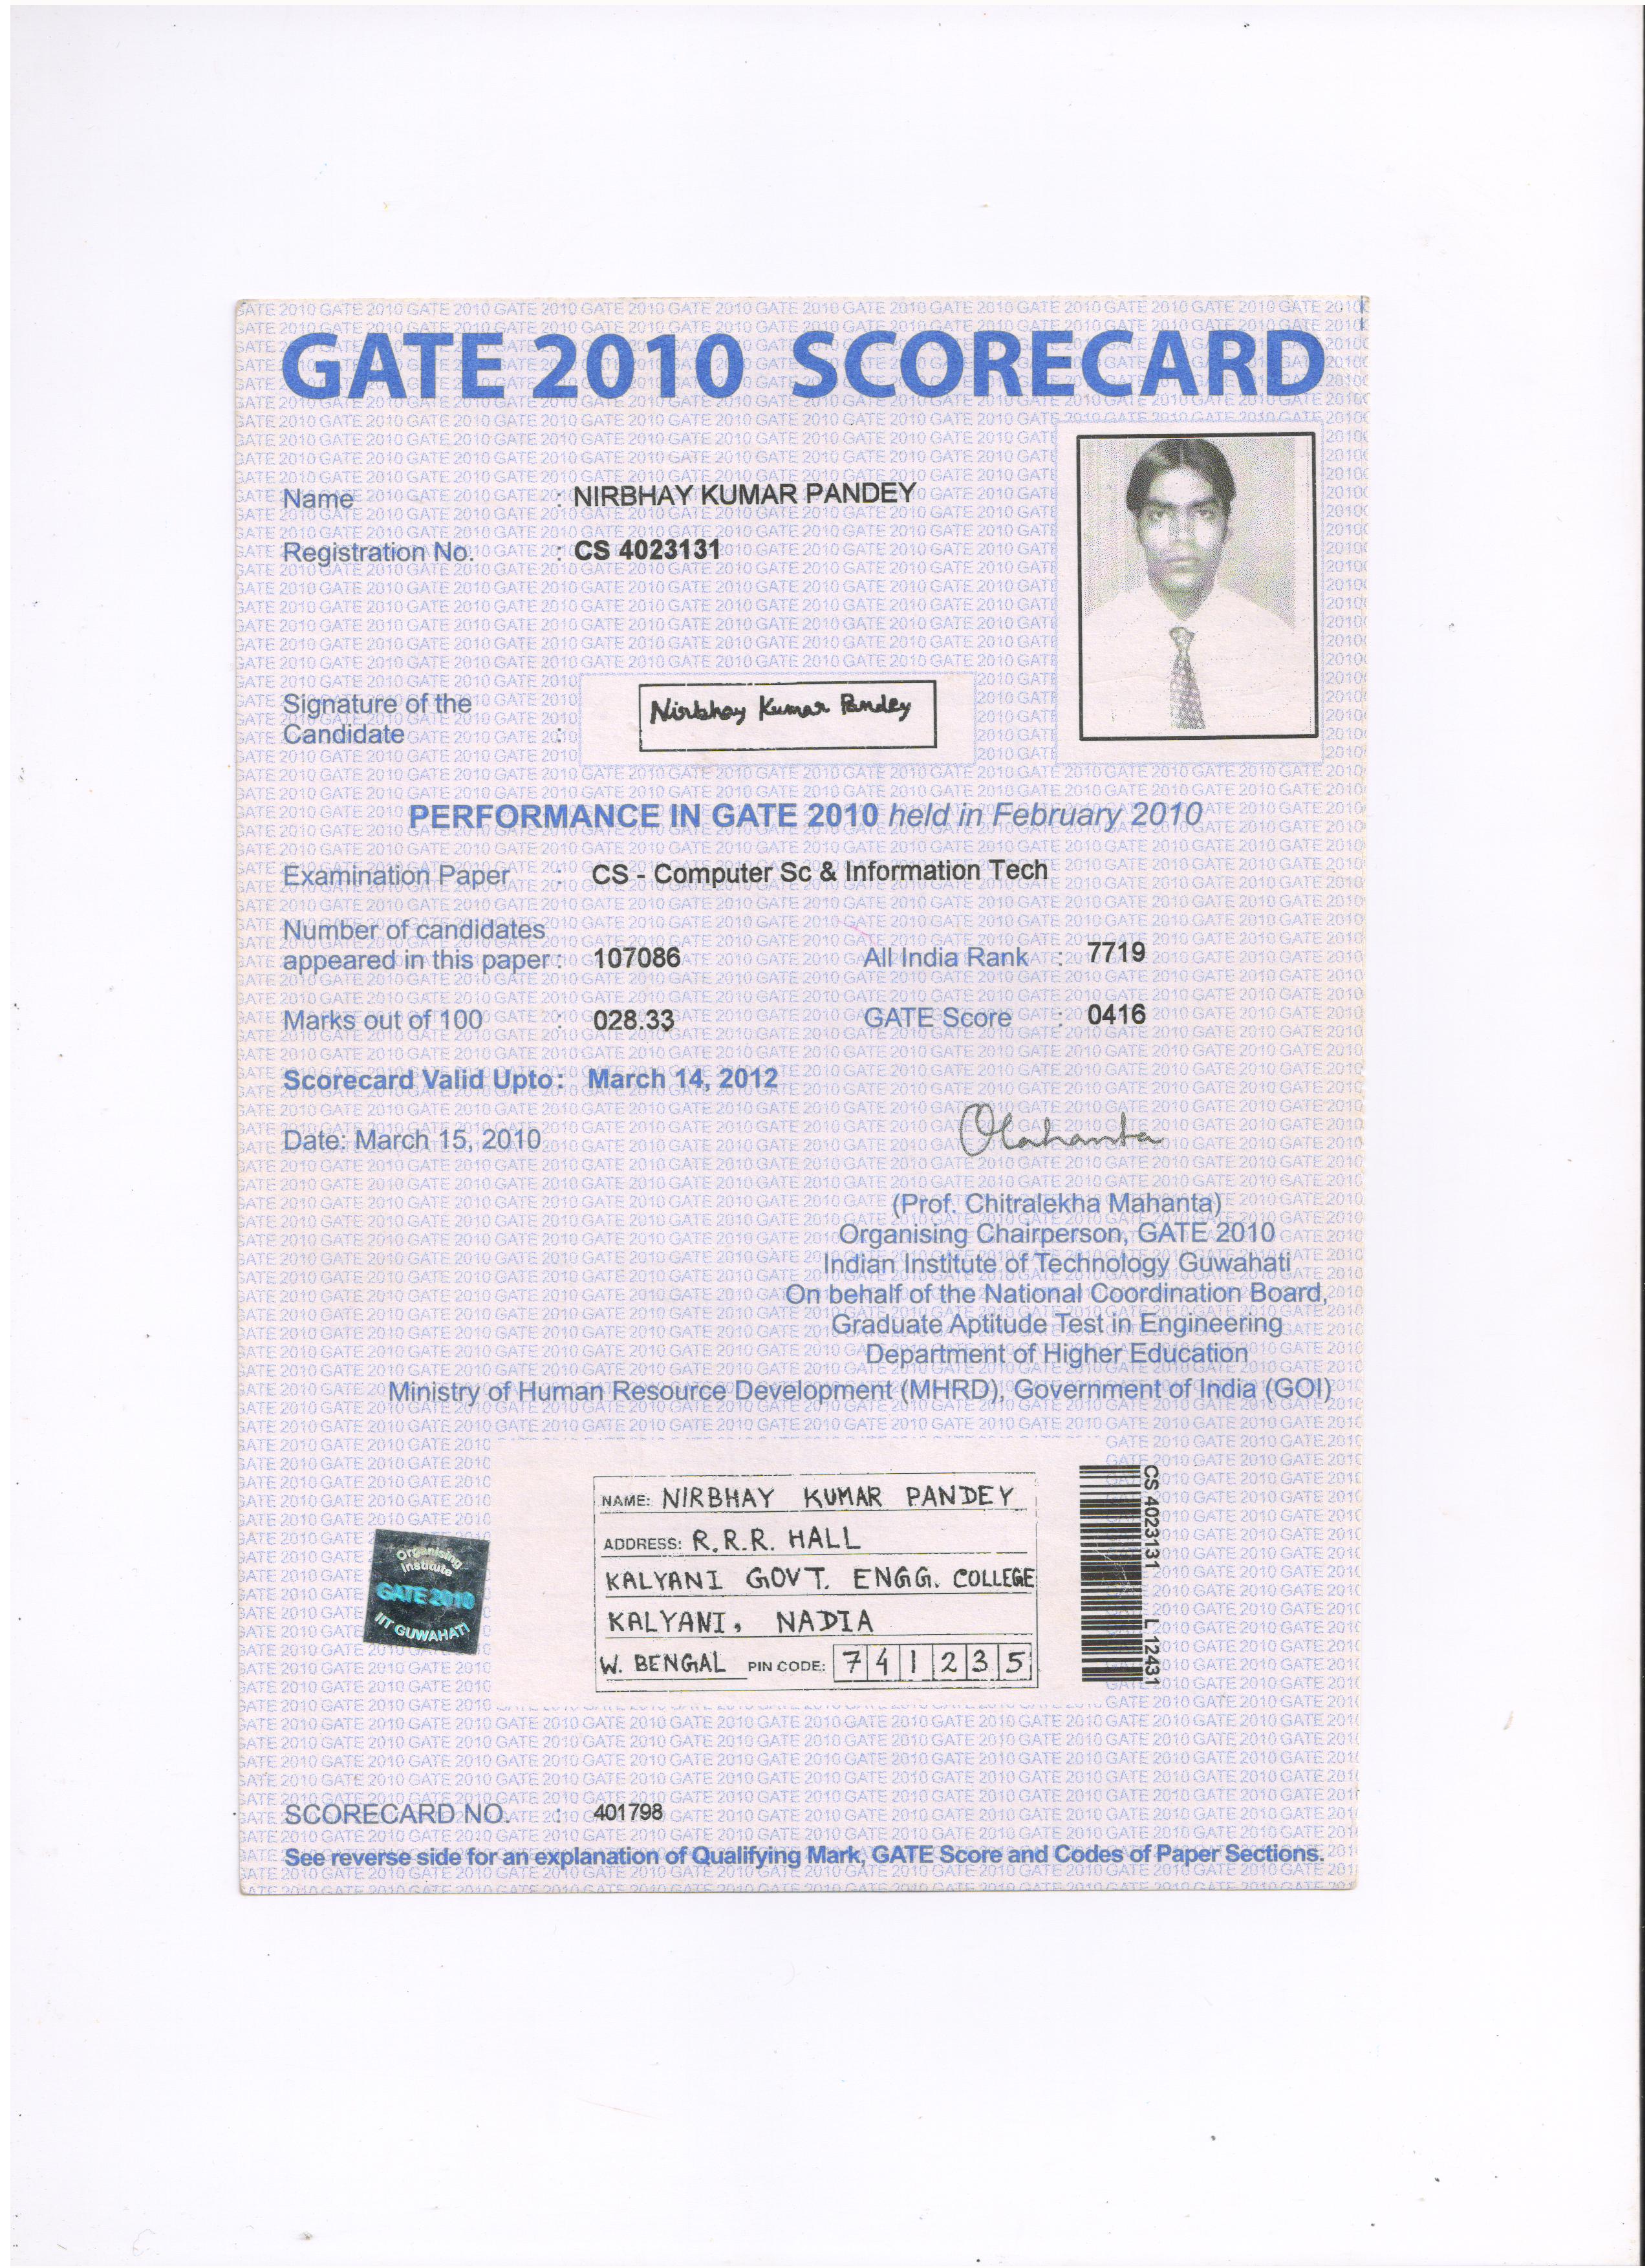 GATE 2010 SCORECARD
Name : NIRBHAY KUMAR PANDEY
Registration No. : CS 4023131
Signature of the
Candidate :
Nirbhay Kumar Pandey
PERFORMANCE IN GATE 2010 held in February 2010
Examination Paper : CS - Computer Sc & Information Tech
Number of candidates
appeared in this paper : 107086 All India Rank : 7719
Marks out of 100 : 028.33 GATE Score : 0416
Scorecard Valid Upto : March 14, 2012
Date: March 15, 2010
(Prof. Chitralekha Mahanta)
Organising Chairperson, GATE 2010
Indian Institute of Technology Guwahati
On behalf of the National Coordination Board,
Graduate Aptitude Test in Engineering
Department of Higher Education
Ministry of Human Resource Development (MHRD), Government of India (GOI)
NAME: NIRBHAY KUMAR PANDEY
ADDRESS: R.R.R. HALL
KALYANI GOVT. ENGG. COLLEGE
KALYANI, NADIA
W. BENGAL PIN CODE: 741235
CS 4023131 L 12431
Organising
Institute
GATE 2010
IIT GUWAHATI
SCORECARD NO. : 401798
See reverse side for an explanation of Qualifying Mark, GATE Score and Codes of Paper Sections.